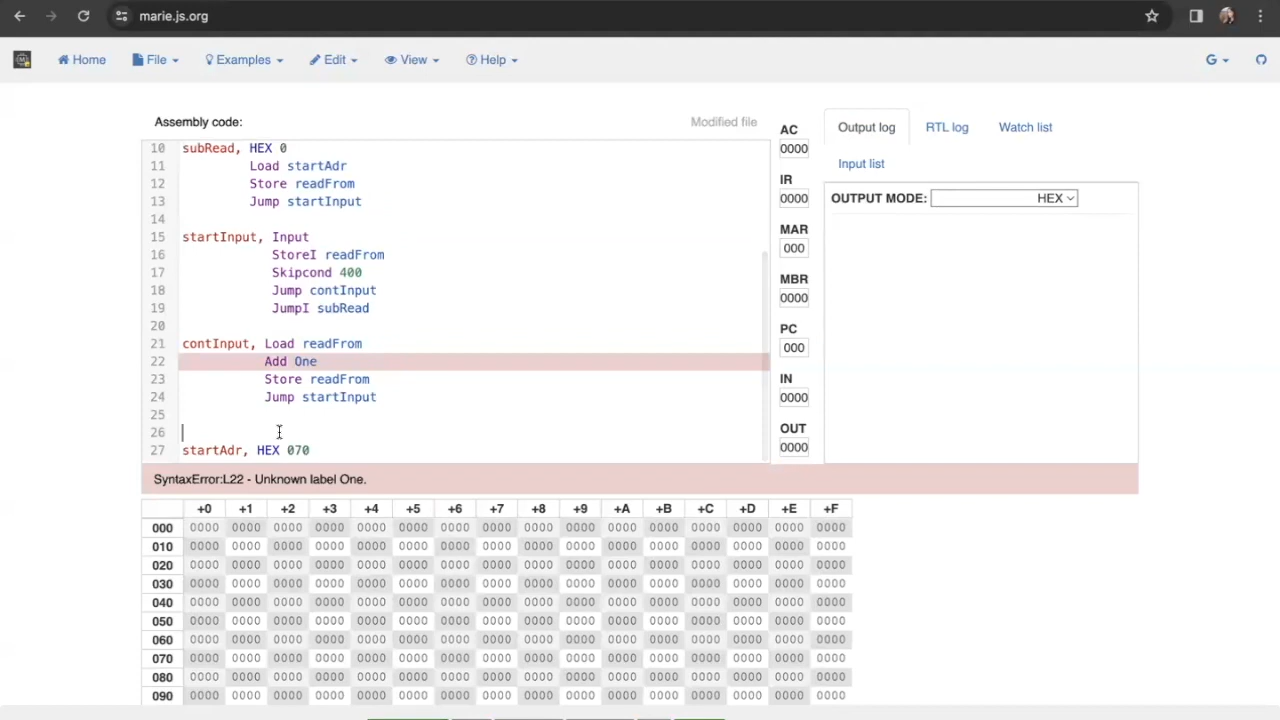 marie.js.org
Home File Examples Edit View Help G
Assembly code: Modified file
10 subRead, HEX 0
11 Load startAdr
12 Store readFrom
13 Jump startInput
14
15 startInput, Input
16 StoreI readFrom
17 Skipcond 400
18 Jump contInput
19 JumpI subRead
20
21 contInput, Load readFrom
22 Add One
23 Store readFrom
24 Jump startInput
25
26
27 startAdr, HEX 070
SyntaxError:L22 - Unknown label One.
AC
0000
IR
0000
MAR
000
MBR
0000
PC
000
IN
0000
OUT
0000
Output log RTL log Watch list
Input list
OUTPUT MODE: HEX
+0 +1 +2 +3 +4 +5 +6 +7 +8 +9 +A +B +C +D +E +F
000 0000 0000 0000 0000 0000 0000 0000 0000 0000 0000 0000 0000 0000 0000 0000 0000
010 0000 0000 0000 0000 0000 0000 0000 0000 0000 0000 0000 0000 0000 0000 0000 0000
020 0000 0000 0000 0000 0000 0000 0000 0000 0000 0000 0000 0000 0000 0000 0000 0000
030 0000 0000 0000 0000 0000 0000 0000 0000 0000 0000 0000 0000 0000 0000 0000 0000
040 0000 0000 0000 0000 0000 0000 0000 0000 0000 0000 0000 0000 0000 0000 0000 0000
050 0000 0000 0000 0000 0000 0000 0000 0000 0000 0000 0000 0000 0000 0000 0000 0000
060 0000 0000 0000 0000 0000 0000 0000 0000 0000 0000 0000 0000 0000 0000 0000 0000
070 0000 0000 0000 0000 0000 0000 0000 0000 0000 0000 0000 0000 0000 0000 0000 0000
080 0000 0000 0000 0000 0000 0000 0000 0000 0000 0000 0000 0000 0000 0000 0000 0000
090 0000 0000 0000 0000 0000 0000 0000 0000 0000 0000 0000 0000 0000 0000 0000 0000